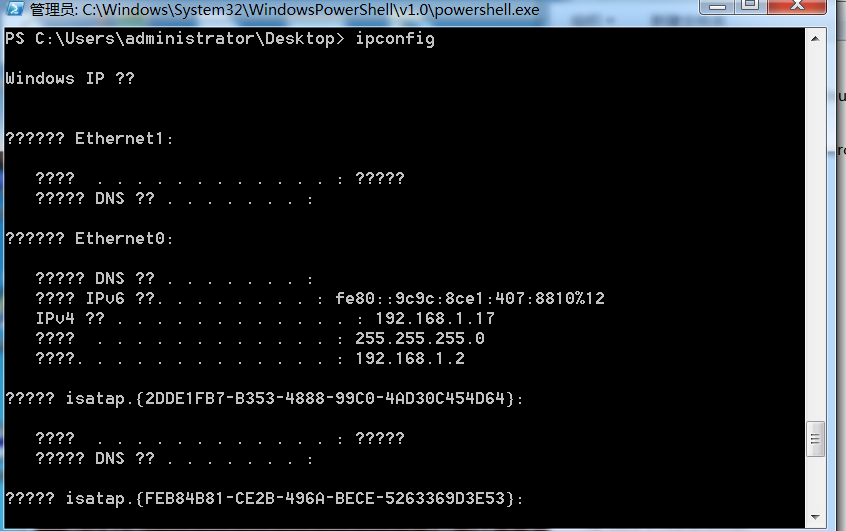 管理员: C:\Windows\System32\WindowsPowerShell\v1.0\powershell.exe
PS C:\Users\administrator\Desktop> ipconfig
Windows IP ??
?????? Ethernet1:
???? . . . . . . . . . . . . : ?????
????? DNS ?? . . . . . . . :
?????? Ethernet0:
????? DNS ?? . . . . . . . :
???? IPv6 ??. . . . . . . . : fe80::9c9c:8ce1:407:8810%12
IPv4 ?? . . . . . . . . . . . . : 192.168.1.17
???? . . . . . . . . . . . . : 255.255.255.0
????. . . . . . . . . . . . . : 192.168.1.2
????? isatap.{2DDE1FB7-B353-4888-99C0-4AD30C454D64}:
???? . . . . . . . . . . . . : ?????
????? DNS ?? . . . . . . . :
????? isatap.{FEB84B81-CE2B-496A-BECE-5263369D3E53}: